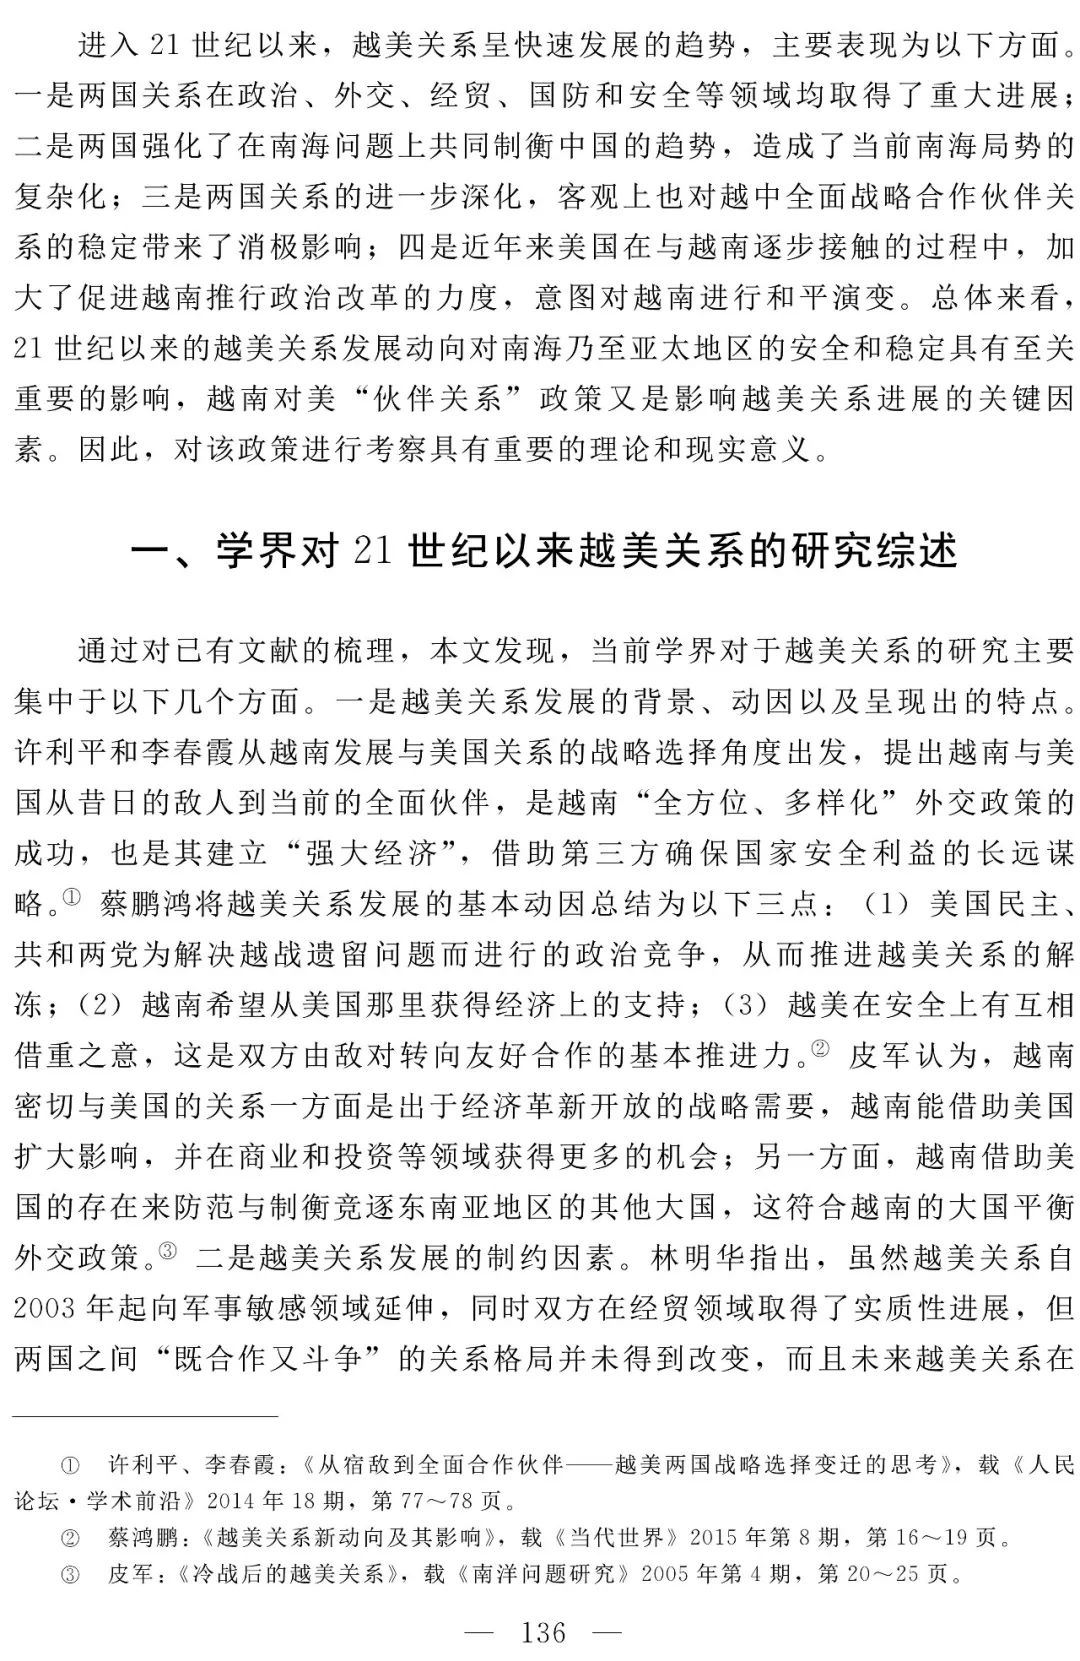 进入 21 世纪以来，越美关系呈快速发展的趋势，主要表现为以下方面。
一是两国关系在政治、外交、经贸、国防和安全等领域均取得了重大进展；
二是两国强化了在南海问题上共同制衡中国的趋势，造成了当前南海局势的
复杂化；三是两国关系的进一步深化，客观上也对越中全面战略合作伙伴关
系的稳定带来了消极影响；四是近年来美国在与越南逐步接触的过程中，加
大了促进越南推行政治改革的力度，意图对越南进行和平演变。总体来看，
21 世纪以来的越美关系发展动向对南海乃至亚太地区的安全和稳定具有至关
重要的影响，越南对美“伙伴关系”政策又是影响越美关系进展的关键因
素。因此，对该政策进行考察具有重要的理论和现实意义。
一、学界对 21 世纪以来越美关系的研究综述
通过对已有文献的梳理，本文发现，当前学界对于越美关系的研究主要
集中于以下几个方面。一是越美关系发展的背景、动因以及呈现出的特点。
许利平和李春霞从越南发展与美国关系的战略选择角度出发，提出越南与美
国从昔日的敌人到当前的全面伙伴，是越南“全方位、多样化”外交政策的
成功，也是其建立“强大经济”，借助第三方确保国家安全利益的长远谋
略。① 蔡鹏鸿将越美关系发展的基本动因总结为以下三点：（1）美国民主、
共和两党为解决越战遗留问题而进行的政治竞争，从而推进越美关系的解
冻；（2）越南希望从美国那里获得经济上的支持；（3）越美在安全上有互相
借重之意，这是双方由敌对转向友好合作的基本推进力。② 皮军认为，越南
密切与美国的关系一方面是出于经济革新开放的战略需要，越南能借助美国
扩大影响，并在商业和投资等领域获得更多的机会；另一方面，越南借助美
国的存在来防范与制衡竞逐东南亚地区的其他大国，这符合越南的大国平衡
外交政策。③ 二是越美关系发展的制约因素。林明华指出，虽然越美关系自
2003 年起向军事敏感领域延伸，同时双方在经贸领域取得了实质性进展，但
两国之间“既合作又斗争”的关系格局并未得到改变，而且未来越美关系在
① 许利平、李春霞：《从宿敌到全面合作伙伴——越美两国战略选择变迁的思考》，载《人民
论坛·学术前沿》2014 年 18 期，第 77～78 页。
② 蔡鸿鹏：《越美关系新动向及其影响》，载《当代世界》2015 年第 8 期，第 16～19 页。
③ 皮军：《冷战后的越美关系》，载《南洋问题研究》2005 年第 4 期，第 20～25 页。
— 136 —